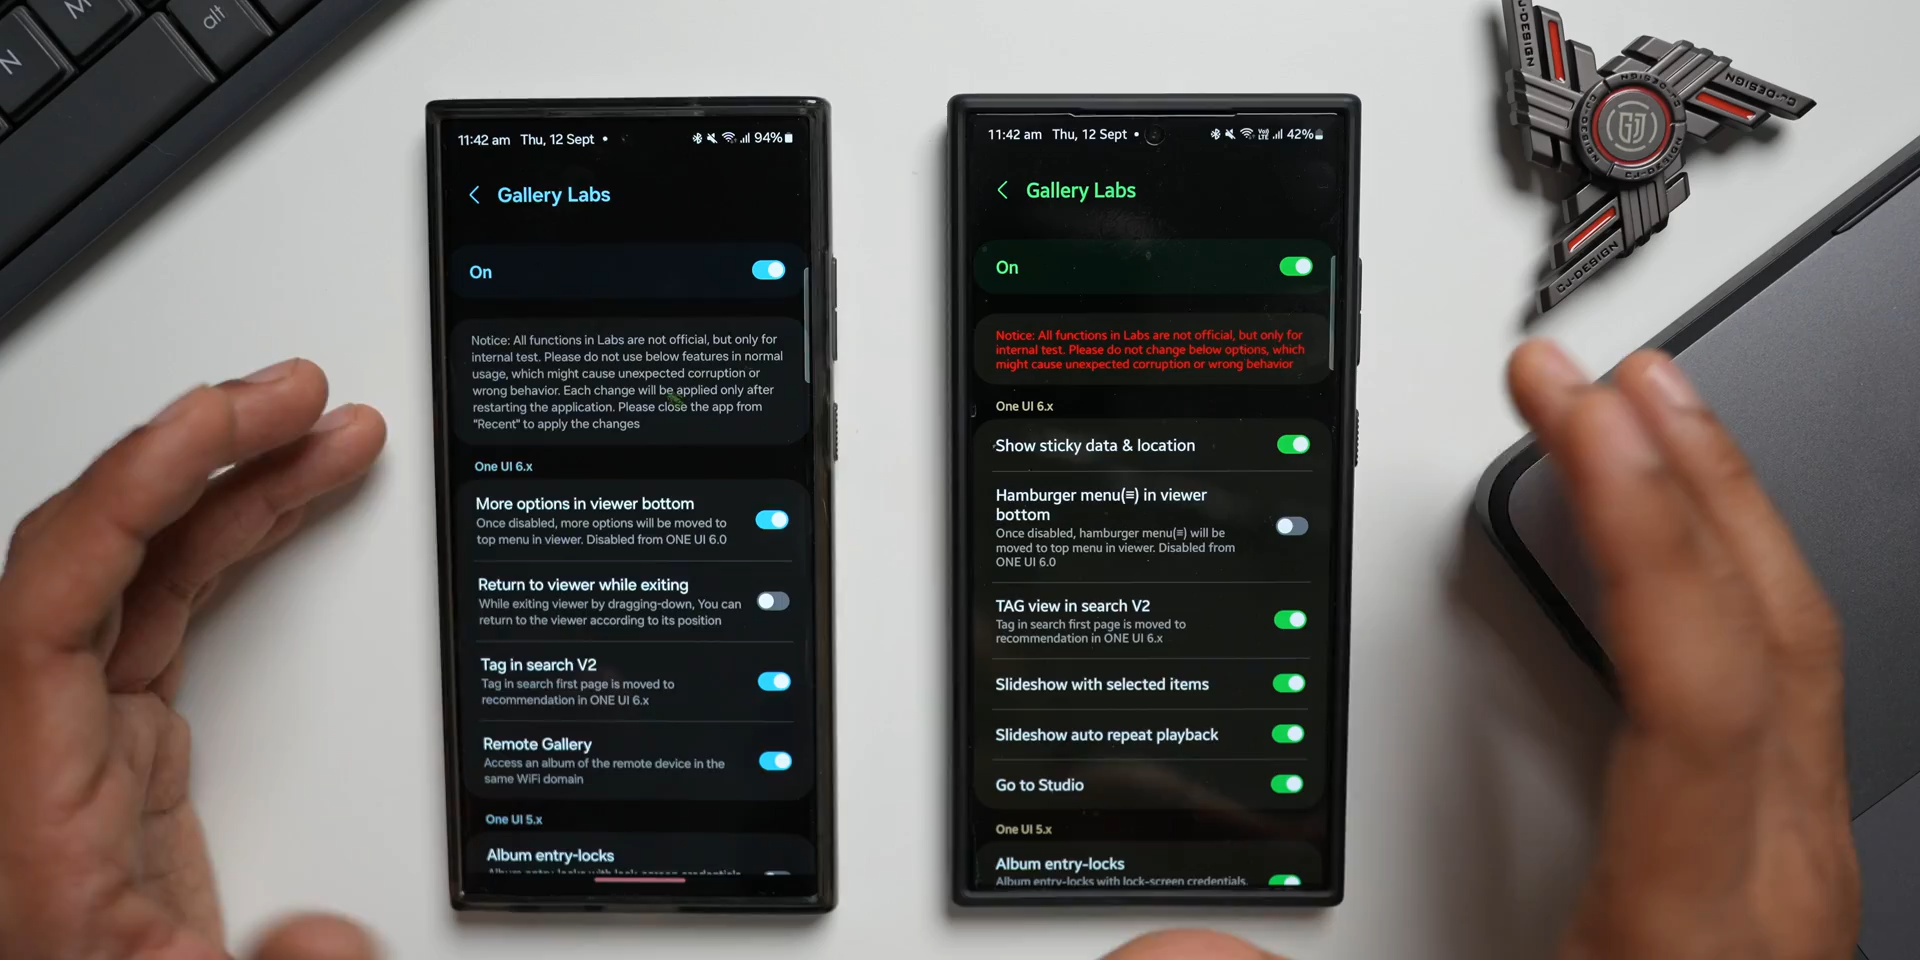 N
M
alt
11:42 am Thu, 12 Sept • 94%
Gallery Labs
On
Notice: All functions in Labs are not official, but only for
internal test. Please do not use below features in normal
usage, which might cause unexpected corruption or
wrong behavior. Each change will be applied only after
restarting the application. Please close the app from
"Recent" to apply the changes
One UI 6.x
More options in viewer bottom
Once disabled, more options will be moved to
top menu in viewer. Disabled from ONE UI 6.0
Return to viewer while exiting
While exiting viewer by dragging-down, You can
return to the viewer according to its position
Tag in search V2
Tag in search first page is moved to
recommendation in ONE UI 6.x
Remote Gallery
Access an album of the remote device in the
same WiFi domain
One UI 5.x
Album entry-locks
11:42 am Thu, 12 Sept • 42%
Gallery Labs
On
Notice: All functions in Labs are not official, but only for
internal test. Please do not change below options, which
might cause unexpected corruption or wrong behavior
One UI 6.x
Show sticky data & location
Hamburger menu(≡) in viewer
bottom
Once disabled, hamburger menu(≡) will be
moved to top menu in viewer. Disabled from
ONE UI 6.0
TAG view in search V2
Tag in search first page is moved to
recommendation in ONE UI 6.x
Slideshow with selected items
Slideshow auto repeat playback
Go to Studio
One UI 5.x
Album entry-locks
Album entry-locks with lock-screen credentials.
CJ-DESIGN
CJ-DESIGN
CJ-DESIGN